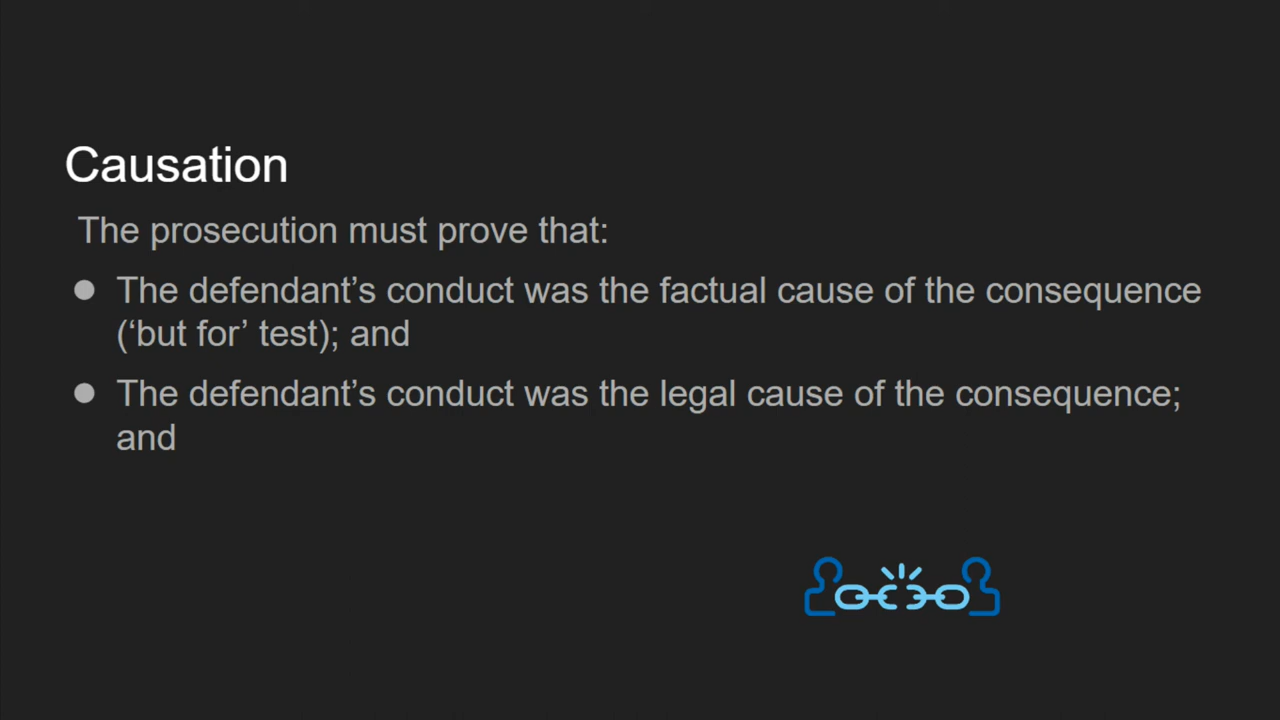 Causation
The prosecution must prove that:
● The defendant’s conduct was the factual cause of the consequence
(‘but for’ test); and
● The defendant’s conduct was the legal cause of the consequence;
and